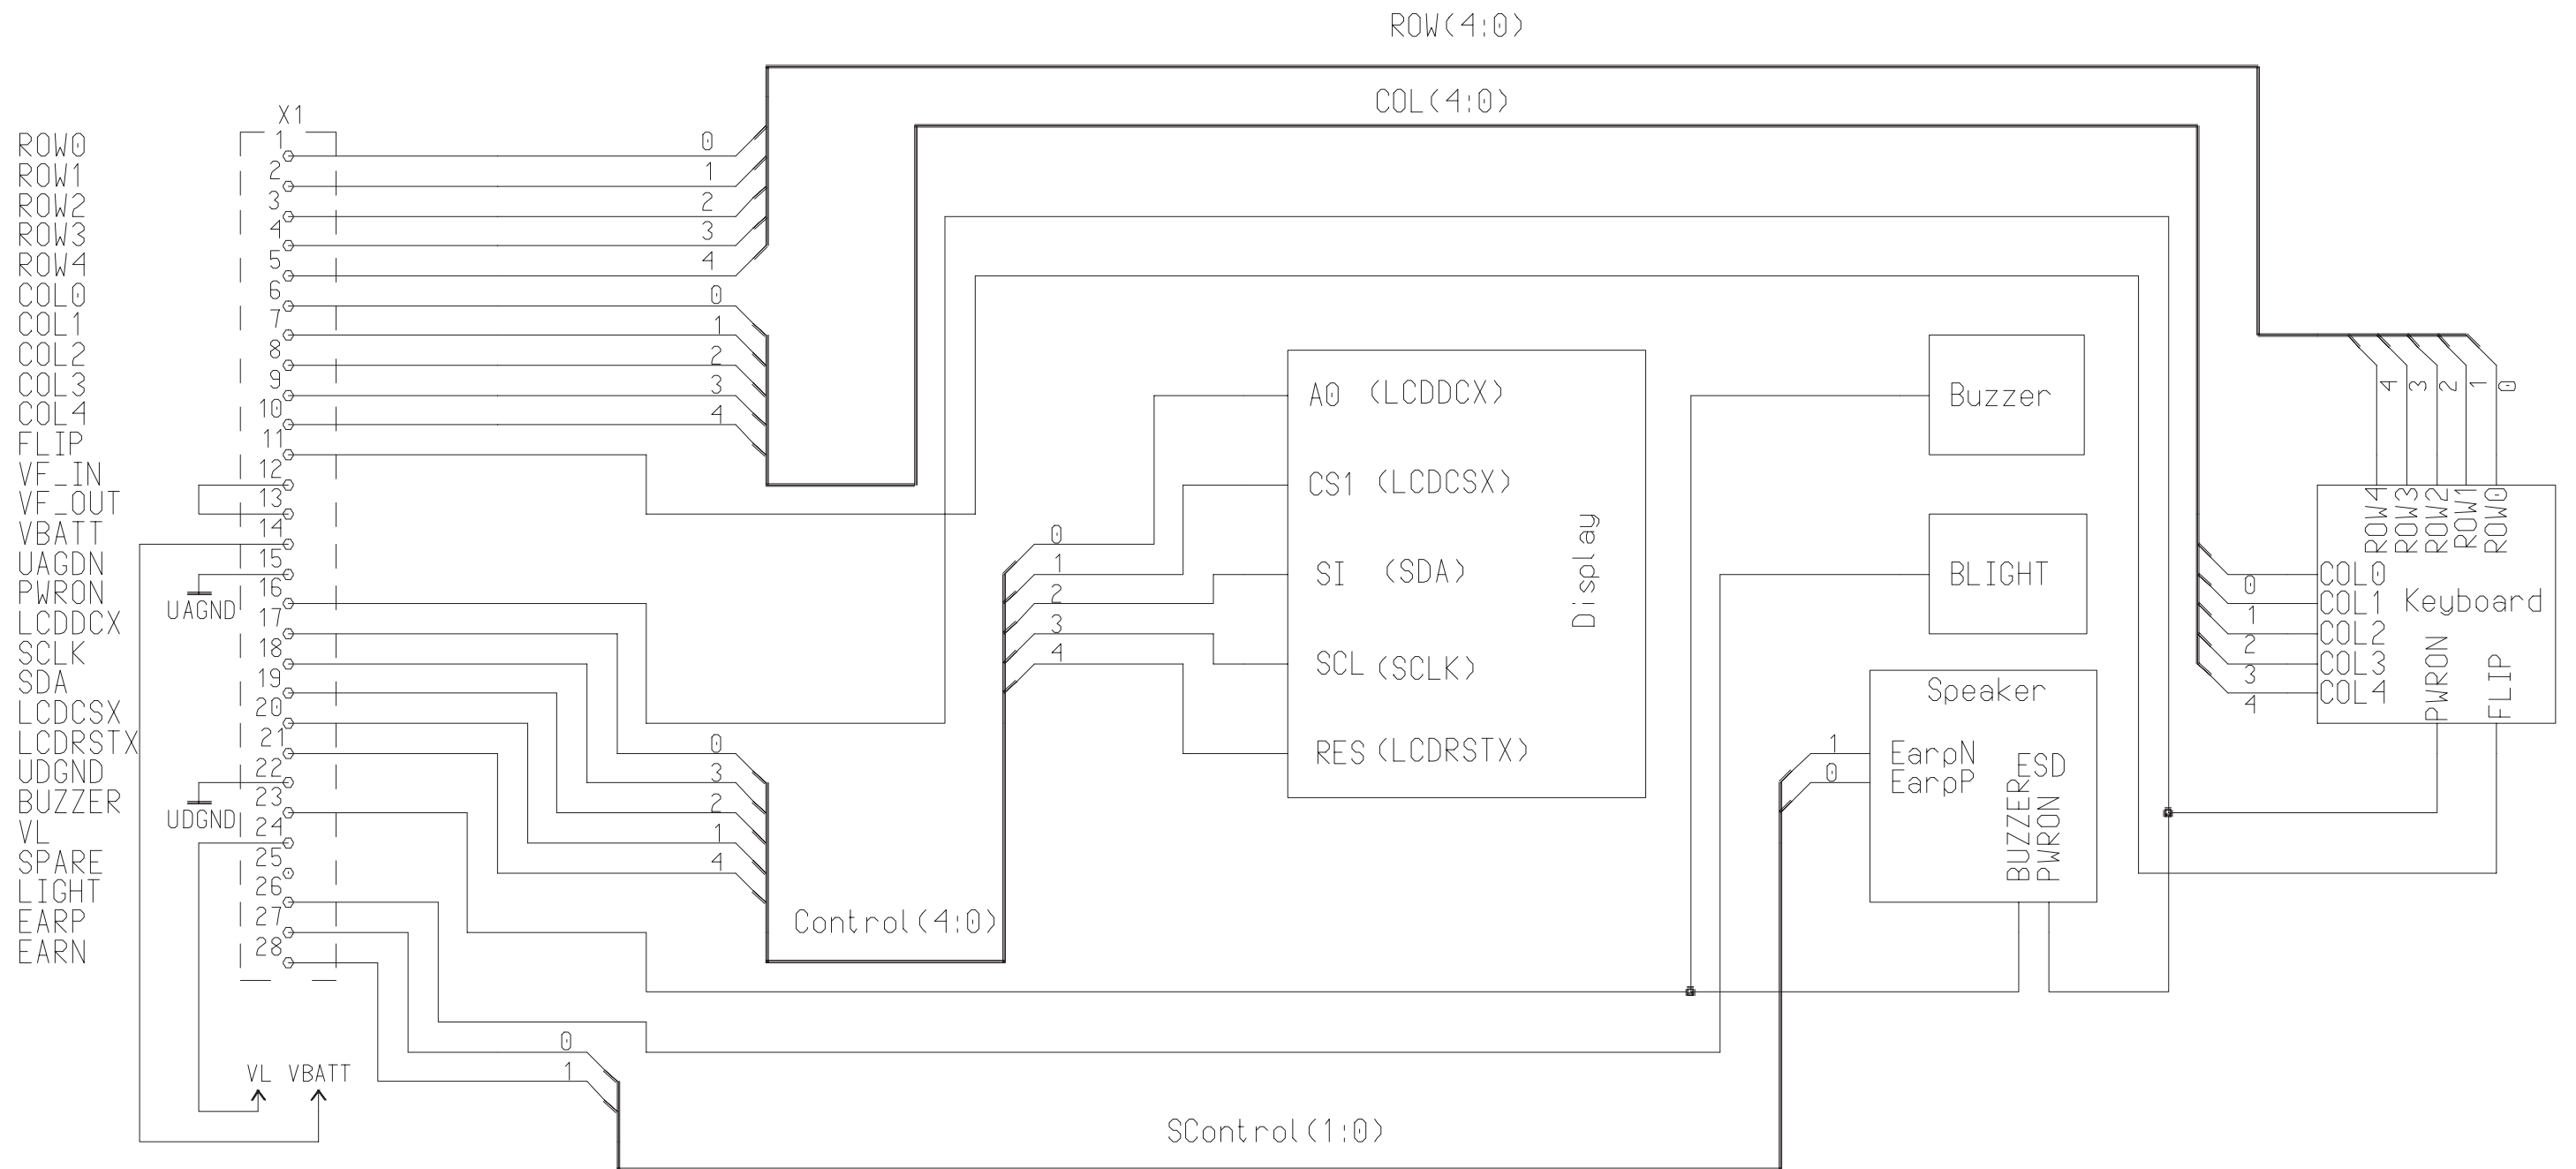 ROW(4:0)
COL(4:0)
X1
ROW0 1 0
ROW1 2 1
ROW2 3 2
ROW3 4 3
ROW4 5 4
COL0 6 0
COL1 7 1
COL2 8 2
COL3 9 3
COL4 10 4
FLIP 11
VF_IN 12
VF_OUT 13
VBATT 14
UAGDN 15
PWRON 16
LCDDCX 17
SCLK 18
SDA 19
LCDCSX 20
LCDRSTX 21
UDGND 22
BUZZER 23
VL 24
SPARE 25
LIGHT 26
EARP 27
EARN 28
UAGND
UDGND
VL VBATT
0
3
2
1
4
Control(4:0)
0
1
SControl(1:0)
0
1
2
3
4
A0 (LCDDCX)
CS1 (LCDCSX)
SI (SDA)
SCL (SCLK)
RES (LCDRSTX)
Display
Buzzer
BLIGHT
Speaker
1 EarpN
0 EarpP
ESD
BUZZER
PWRON
4 3 2 1 0
ROW4 ROW3 ROW2 ROW1 ROW0
0 COL0
1 COL1
2 COL2
3 COL3
4 COL4
Keyboard
PWRON
FLIP